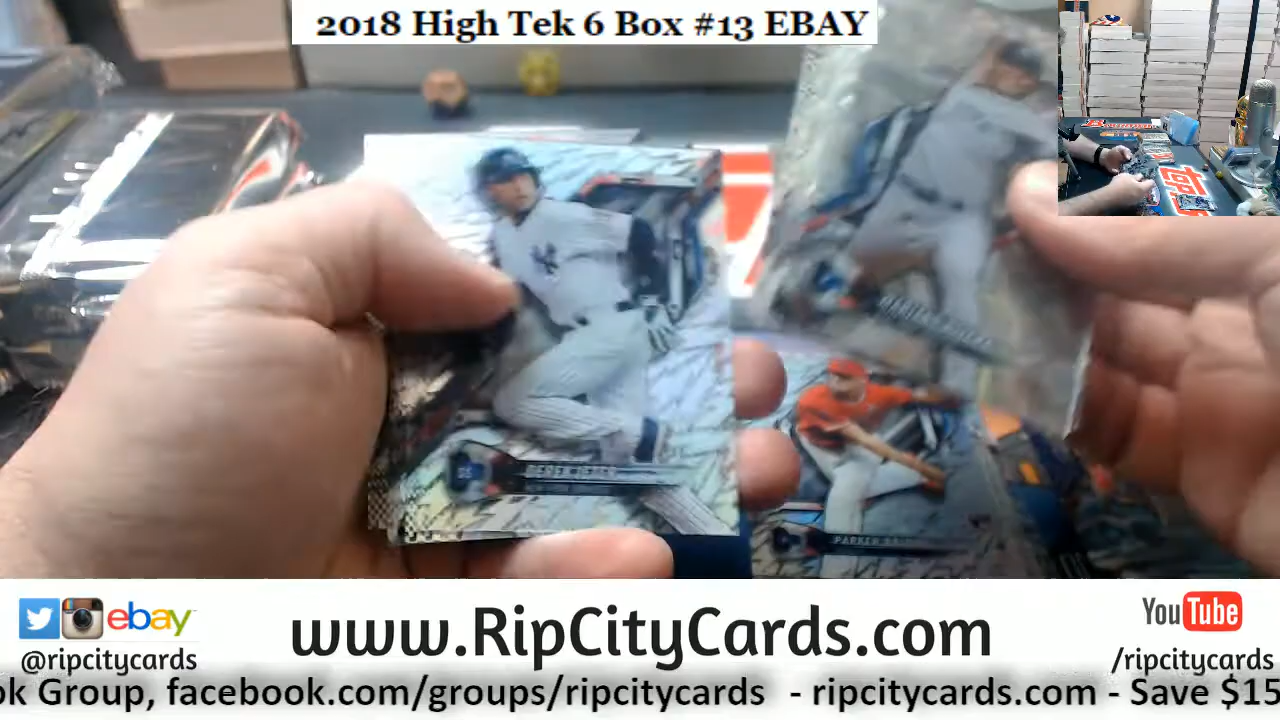 2018 High Tek 6 Box #13 EBAY
DEREK JETER
PARKER
ebay
www.RipCityCards.com
YouTube
@ripcitycards
/ripcitycards
ok Group, facebook.com/groups/ripcitycards - ripcitycards.com - Save $15